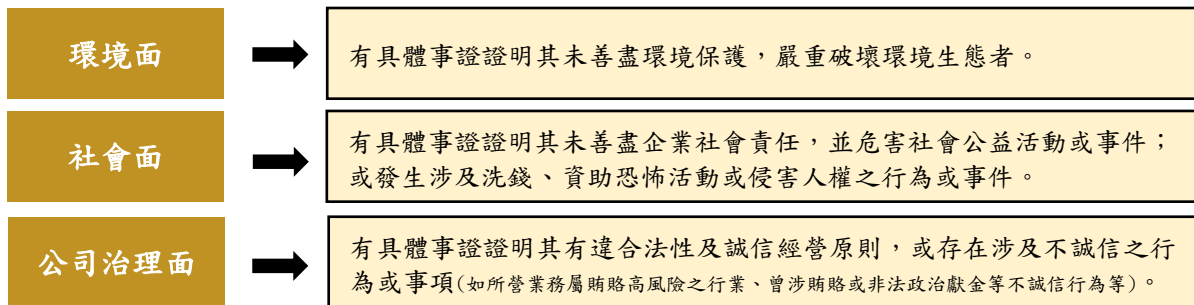 環境面
有具體事證證明其未善盡環境保護，嚴重破壞環境生態者。
社會面
有具體事證證明其未善盡企業社會責任，並危害社會公益活動或事件；
或發生涉及洗錢、資助恐怖活動或侵害人權之行為或事件。
公司治理面
有具體事證證明其有違合法性及誠信經營原則，或存在涉及不誠信之行
為或事項(如所營業務屬賄賂高風險之行業、曾涉賄賂或非法政治獻金等不誠信行為等)。